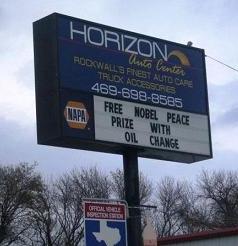 HORIZON
Auto Center
ROCKWALL'S FINEST AUTO CARE
TRUCK ACCESSORIES
469-698-8585
NAPA
FREE NOBEL PEACE
PRIZE WITH
OIL CHANGE
OFFICIAL VEHICLE
INSPECTION STATION